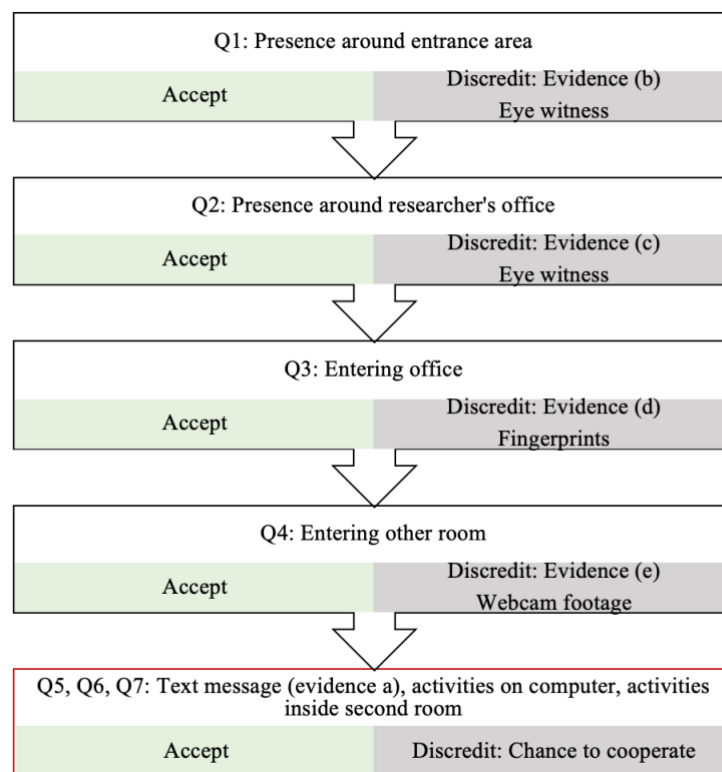 Q1: Presence around entrance area
Accept
Discredit: Evidence (b)
Eye witness
Q2: Presence around researcher's office
Accept
Discredit: Evidence (c)
Eye witness
Q3: Entering office
Accept
Discredit: Evidence (d)
Fingerprints
Q4: Entering other room
Accept
Discredit: Evidence (e)
Webcam footage
Q5, Q6, Q7: Text message (evidence a), activities on computer, activities
inside second room
Accept
Discredit: Chance to cooperate